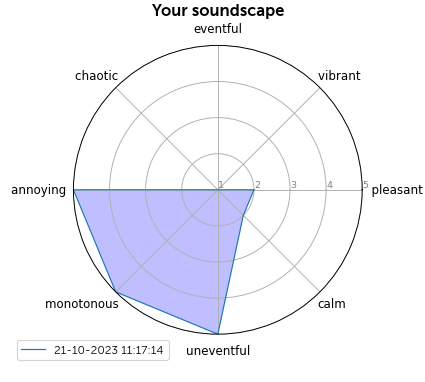 Your soundscape
eventful
chaotic
vibrant
annoying
1 2 3 4 5
pleasant
monotonous
calm
uneventful
21-10-2023 11:17:14